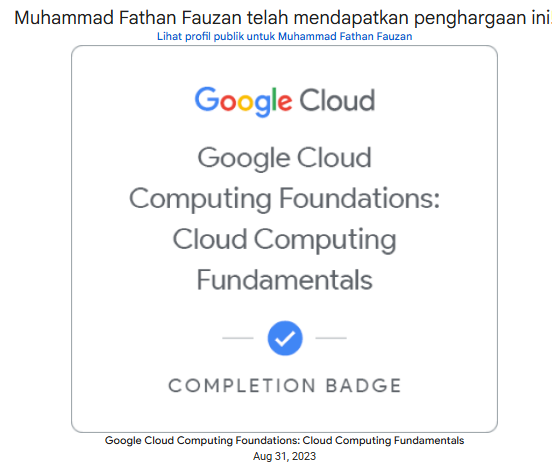 Muhammad Fathan Fauzan telah mendapatkan penghargaan ini.
Lihat profil publik untuk Muhammad Fathan Fauzan
Google Cloud
Google Cloud
Computing Foundations:
Cloud Computing
Fundamentals
COMPLETION BADGE
Google Cloud Computing Foundations: Cloud Computing Fundamentals
Aug 31, 2023